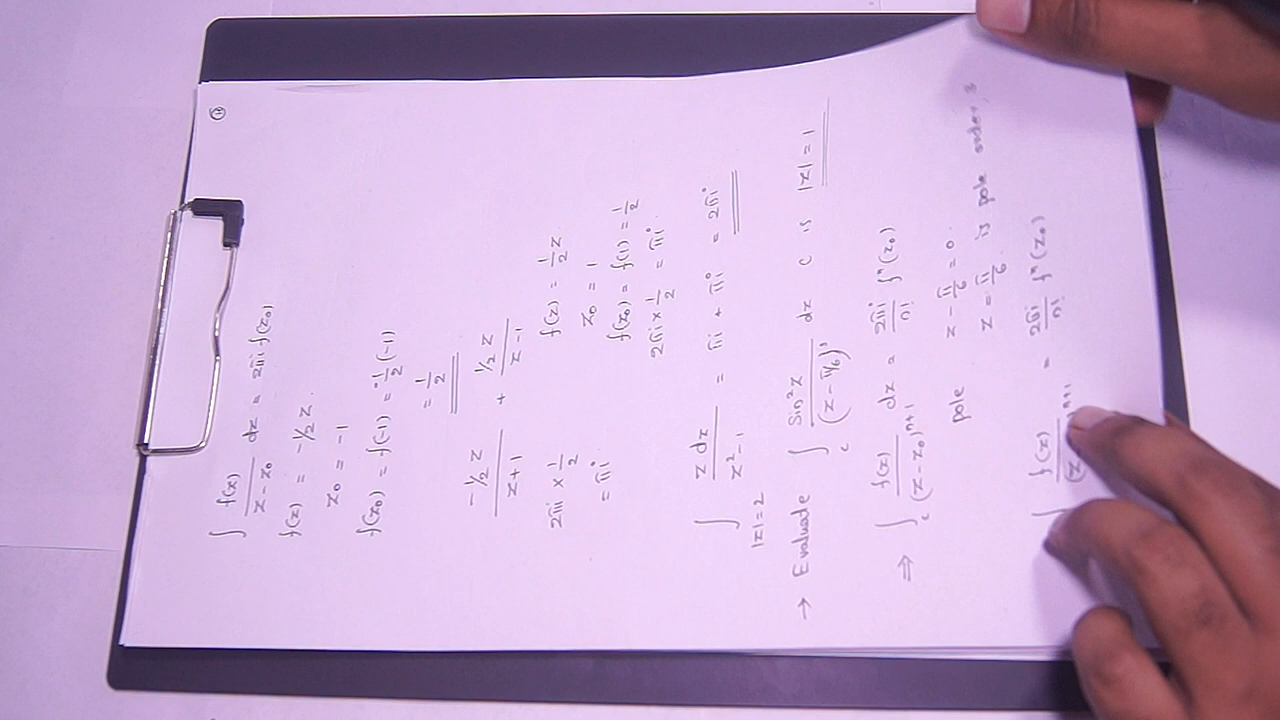 11
∫ f(z)/(z - z₀) dz = 2πi f(z₀)
f(z) = -1/2 z.
z₀ = -1
f(z₀) = f(-1) = -1/2(-1)
= 1/2
(-1/2 z)/(z+1) + (1/2 z)/(z-1)
2πi × 1/2
= πi
f(z) = 1/2 z.
z₀ = 1
f(z₀) = f(1) = 1/2
2πi × 1/2 = πi
∫|z|=2 z dz/(z² - 1) = πi + πi = 2πi
→ Evaluate ∫c Sin²z/(z - π/6)³ dz c is |z| = 1
⇒ ∫c f(z)/(z - z₀)ⁿ⁺¹ dz = 2πi/n! fⁿ(z₀)
pole z - π/6 = 0
z = π/6 is pole order, 3
∫ f(z)/(z )ⁿ⁺¹ = 2πi/n! fⁿ(z₀)